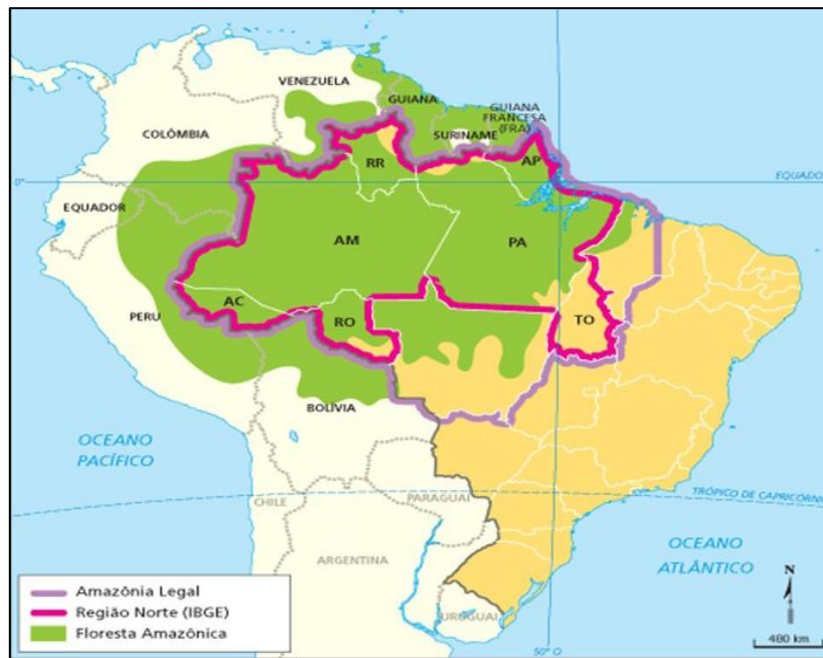 VENEZUELA
GUIANA
GUIANA
FRANCESA
(FRA)
SURINAME
COLÔMBIA
RR
AP
EQUADOR
0°
EQUADOR
AM
PA
AC
RO
TO
PERU
BOLÍVIA
OCEANO
PACÍFICO
PARAGUAI
CHILE
TRÓPICO DE CAPRICÓRNIO
ARGENTINA
OCEANO
ATLÂNTICO
URUGUAI
N
Amazônia Legal
Região Norte (IBGE)
Floresta Amazônica
50° O
480 km